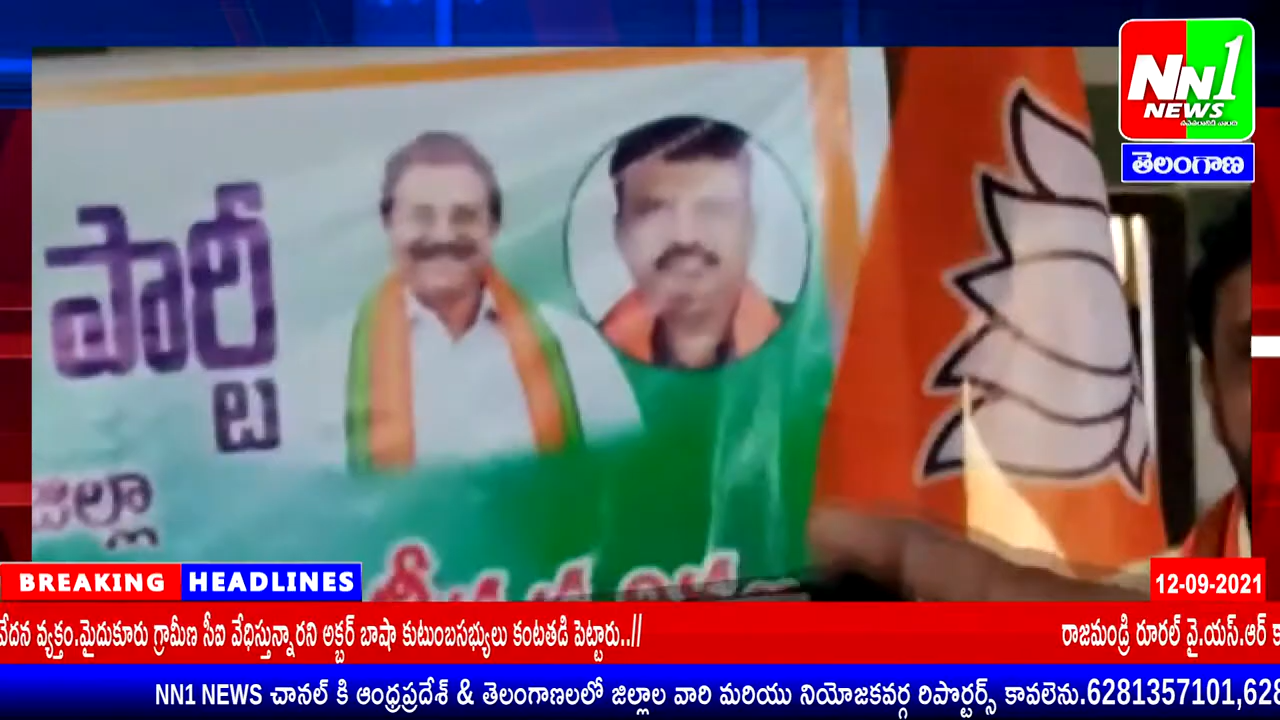 NN1
NEWS
తెలంగాణ
పార్టీ
జిల్లా
BREAKING HEADLINES
12-09-2021
వేదన వ్యక్తం.మైదుకూరు గ్రామీణ సీఐ వేధిస్తున్నారని అక్బర్ బాషా కుటుంబసభ్యులు కంటతడి పెట్టారు..// రాజమండ్రి రూరల్ వై.యస్.ఆర్
NN1 NEWS చానల్ కి ఆంధ్రప్రదేశ్ & తెలంగాణలలో జిల్లాల వారి మరియు నియోజకవర్గ రిపొర్టర్స్ కావలెను.6281357101,628